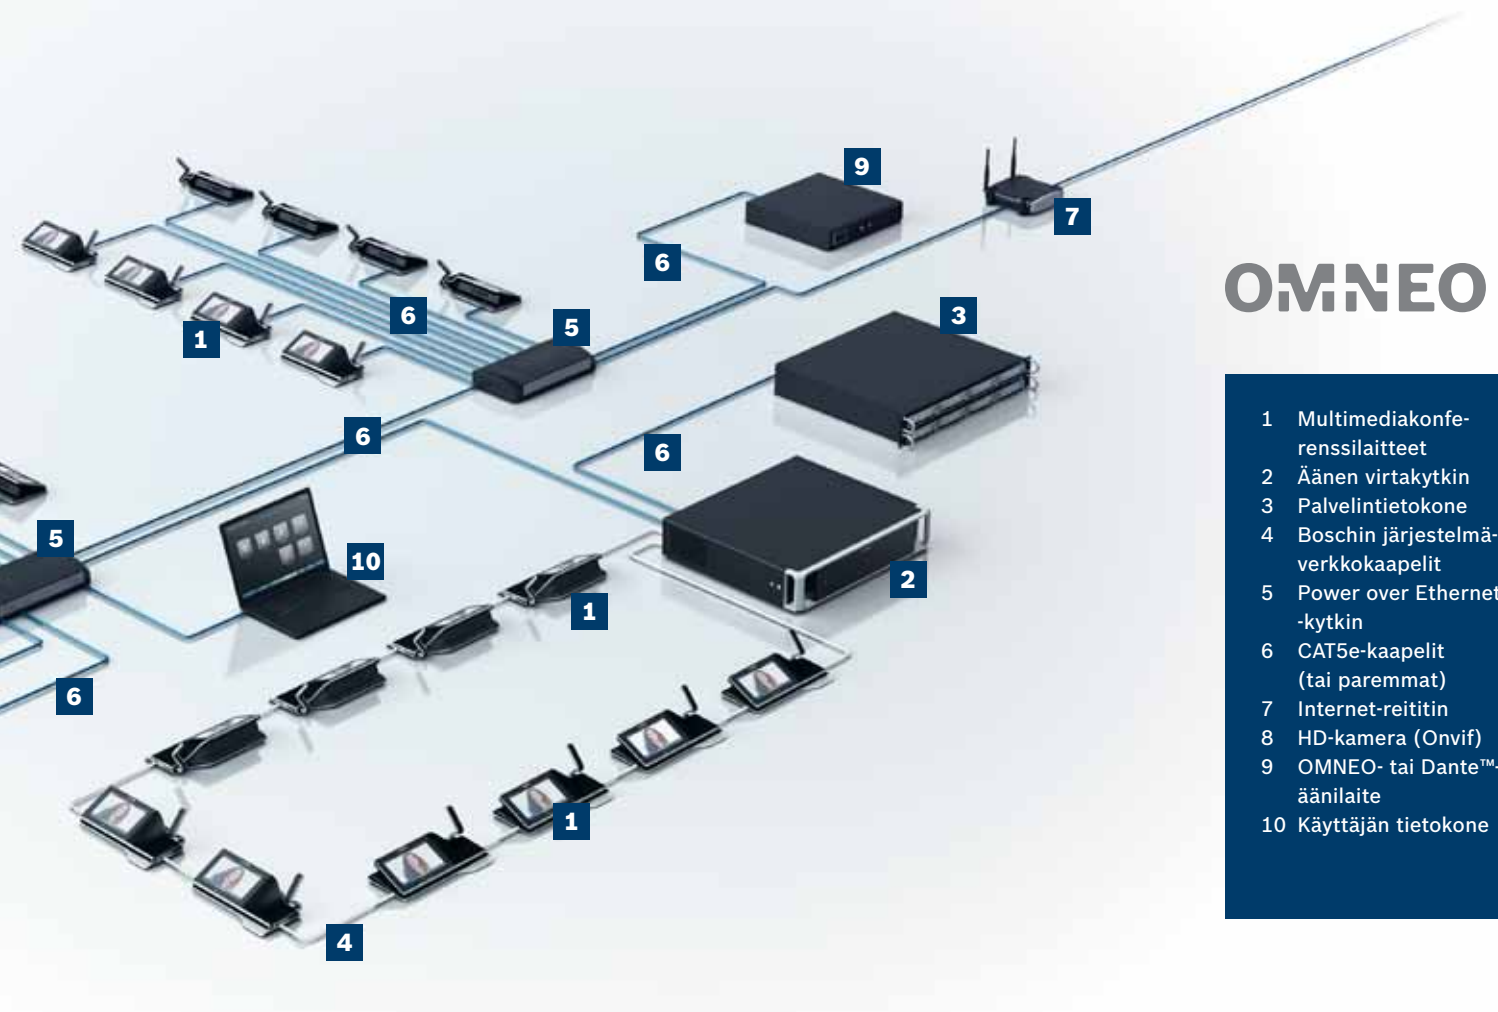 9
7
6
6
1
5
3
6
6
5
10
2
1
6
1
4
OMNEO
1 Multimediakonfe-
renssilaitteet
2 Äänen virtakytkin
3 Palvelintietokone
4 Boschin järjestelmä-
verkkokaapelit
5 Power over Ethernet
-kytkin
6 CAT5e-kaapelit
(tai paremmat)
7 Internet-reititin
8 HD-kamera (Onvif)
9 OMNEO- tai Dante™-
äänilaite
10 Käyttäjän tietokone